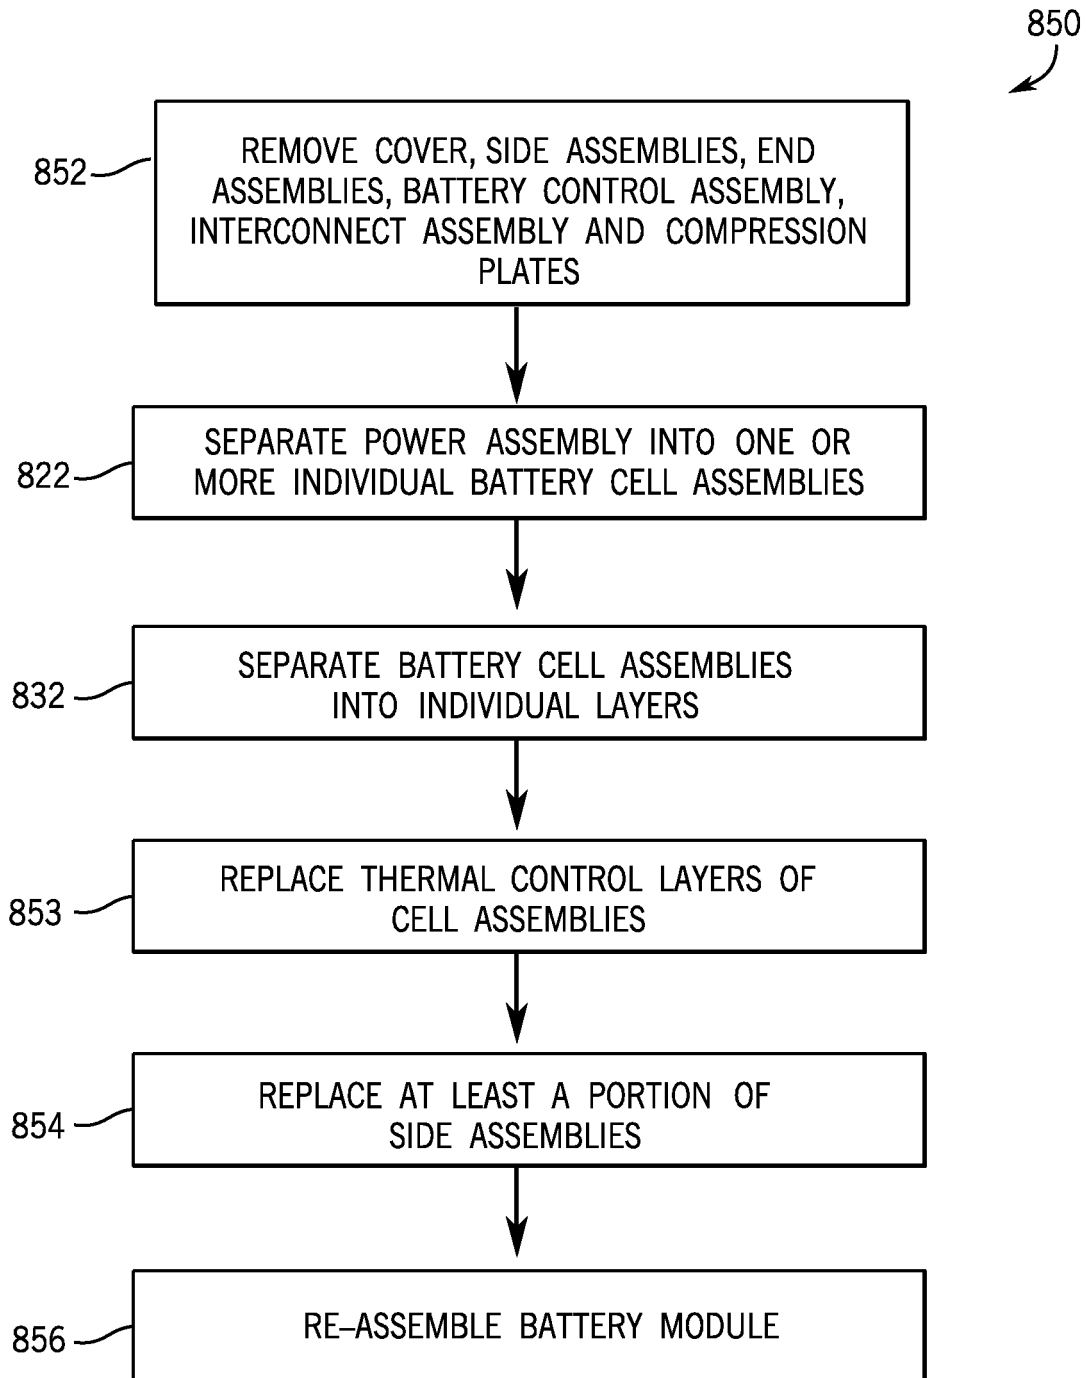 850
852
REMOVE COVER, SIDE ASSEMBLIES, END
ASSEMBLIES, BATTERY CONTROL ASSEMBLY,
INTERCONNECT ASSEMBLY AND COMPRESSION
PLATES
822
SEPARATE POWER ASSEMBLY INTO ONE OR
MORE INDIVIDUAL BATTERY CELL ASSEMBLIES
832
SEPARATE BATTERY CELL ASSEMBLIES
INTO INDIVIDUAL LAYERS
853
REPLACE THERMAL CONTROL LAYERS OF
CELL ASSEMBLIES
854
REPLACE AT LEAST A PORTION OF
SIDE ASSEMBLIES
856
RE–ASSEMBLE BATTERY MODULE